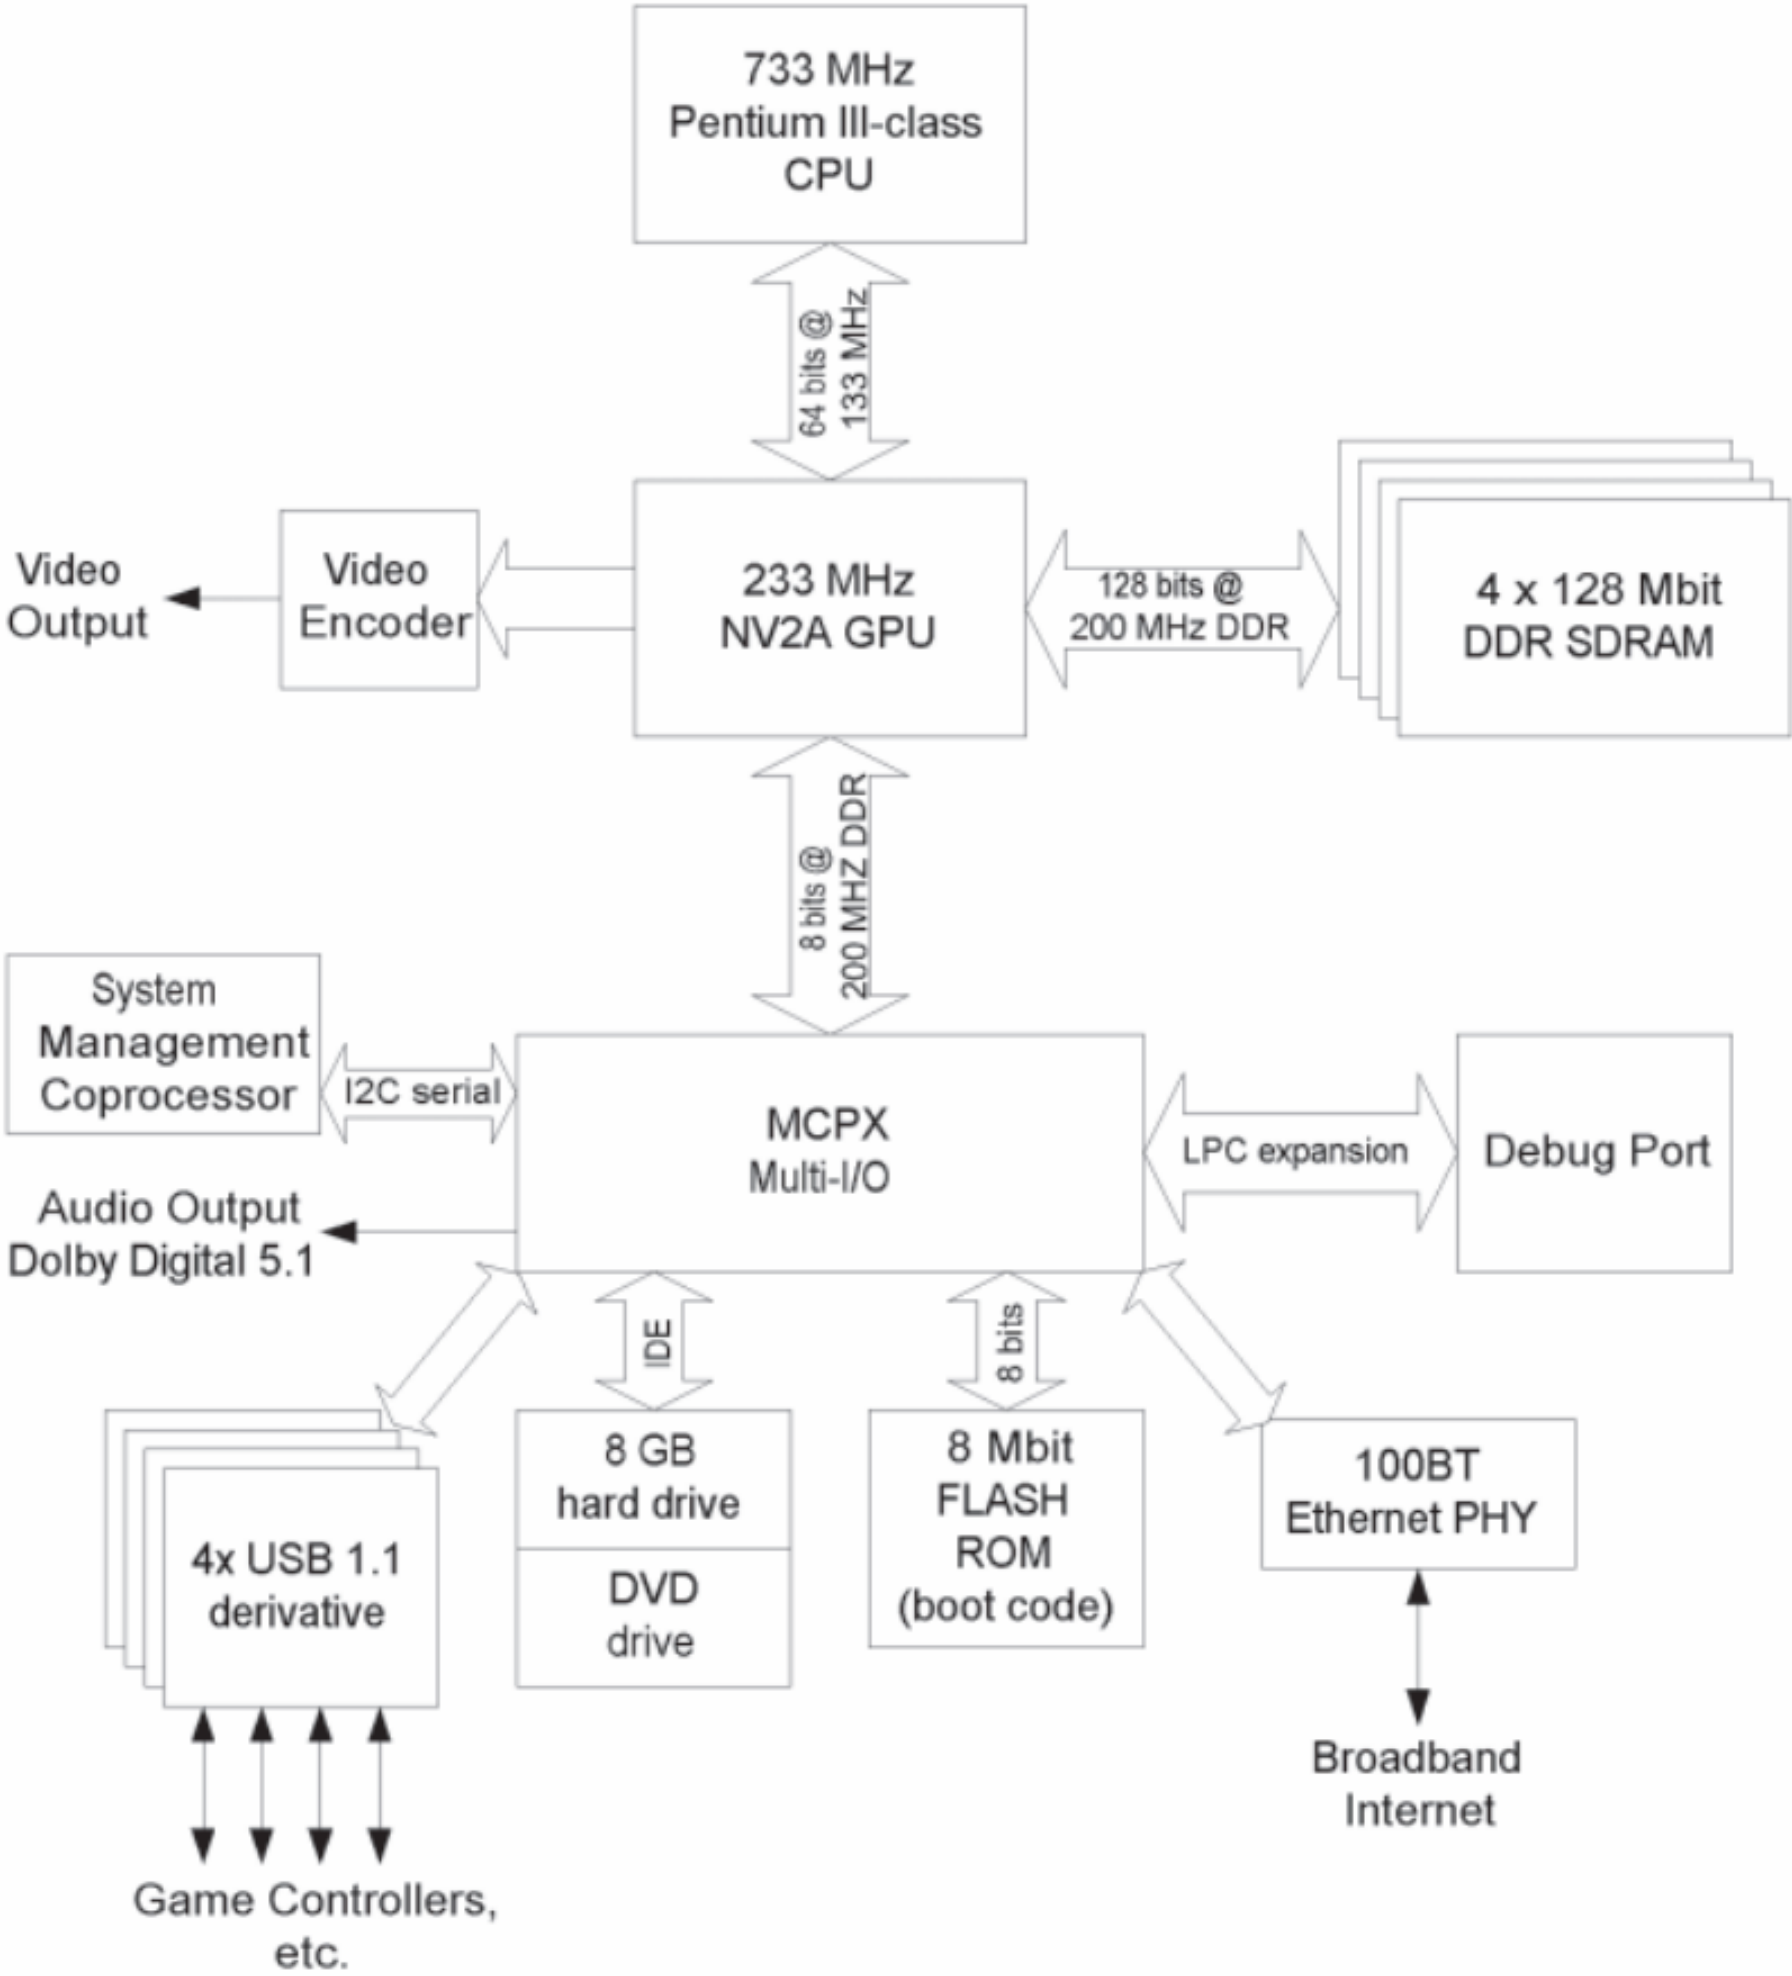 733 MHz
Pentium III-class
CPU
64 bits @
133 MHz
Video
Output
Video
Encoder
233 MHz
NV2A GPU
128 bits @
200 MHz DDR
4 x 128 Mbit
DDR SDRAM
8 bits @
200 MHZ DDR
System
Management
Coprocessor
I2C serial
MCPX
Multi-I/O
LPC expansion
Debug Port
Audio Output
Dolby Digital 5.1
IDE
8 bits
4x USB 1.1
derivative
8 GB
hard drive
DVD
drive
8 Mbit
FLASH
ROM
(boot code)
100BT
Ethernet PHY
Broadband
Internet
Game Controllers,
etc.